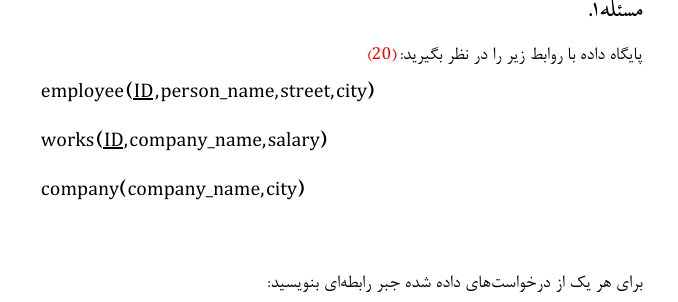 مسئله۱.
پایگاه داده با روابط زیر را در نظر بگیرید: (20)
employee(ID,person_name,street,city)
works(ID,company_name,salary)
company(company_name,city)
برای هر یک از درخواست‌های داده شده جبر رابطه‌ای بنویسید: